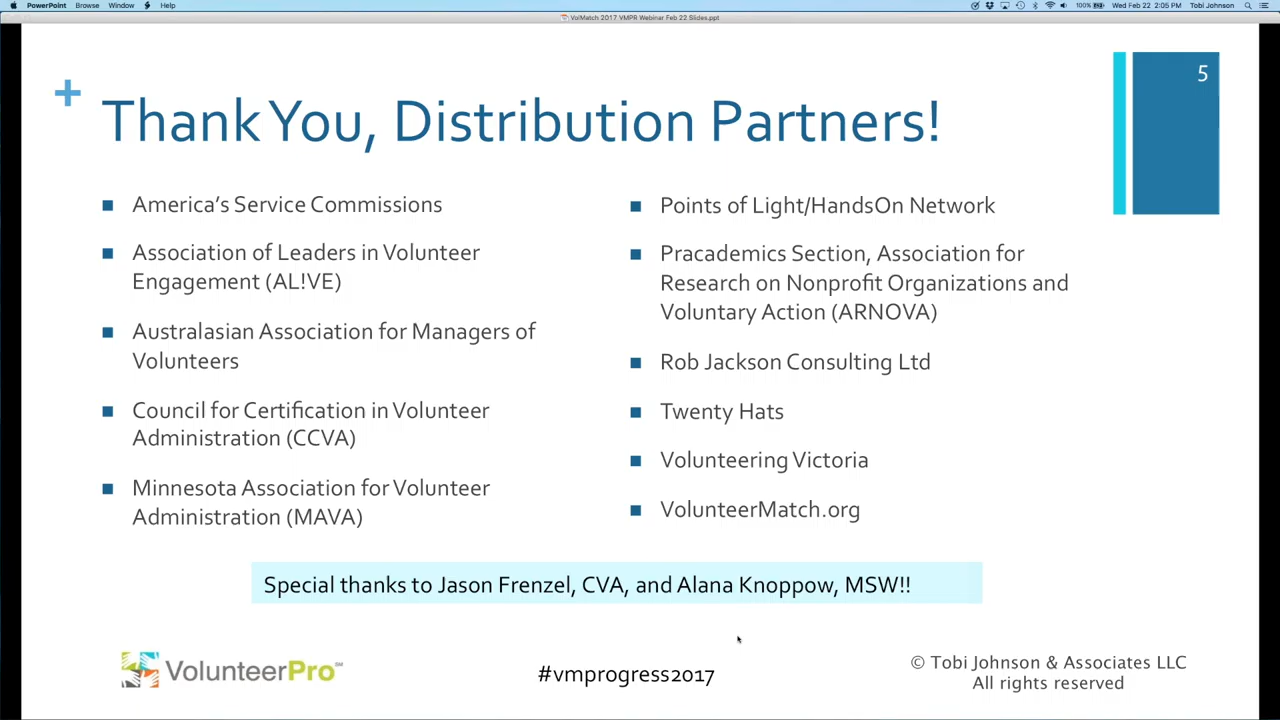 PowerPoint Browse Window Help
100% Wed Feb 22 2:05 PM Tobi Johnson
VolMatch 2017 VMPR Webinar Feb 22 Slides.ppt
5
+
Thank You, Distribution Partners!
America's Service Commissions
Association of Leaders in Volunteer
Engagement (AL!VE)
Australasian Association for Managers of
Volunteers
Council for Certification in Volunteer
Administration (CCVA)
Minnesota Association for Volunteer
Administration (MAVA)
Points of Light/HandsOn Network
Pracademics Section, Association for
Research on Nonprofit Organizations and
Voluntary Action (ARNOVA)
Rob Jackson Consulting Ltd
Twenty Hats
Volunteering Victoria
VolunteerMatch.org
Special thanks to Jason Frenzel, CVA, and Alana Knoppow, MSW!!
VolunteerPro℠
#vmprogress2017
© Tobi Johnson & Associates LLC
All rights reserved